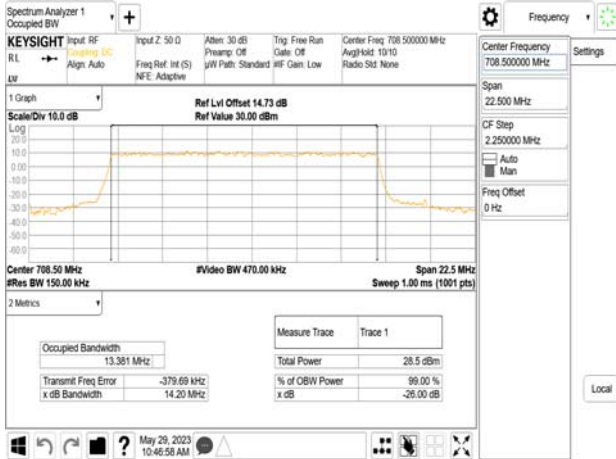 Spectrum Analyzer 1
Occupied BW
+
Frequency
KEYSIGHT
RL
Input: RF
Coupling: DC
Align: Auto
Input Z: 50 Ω
Freq Ref: Int (S)
NFE: Adaptive
Atten: 30 dB
Preamp: Off
µW Path: Standard
Trig: Free Run
Gate: Off
#IF Gain: Low
Center Freq: 708.500000 MHz
Avg|Hold: 10/10
Radio Std: None
Center Frequency
708.500000 MHz
Settings
Span
22.500 MHz
CF Step
2.250000 MHz
Auto
Man
Freq Offset
0 Hz
Local
1 Graph
Scale/Div 10.0 dB
Ref Lvl Offset 14.73 dB
Ref Value 30.00 dBm
Log
20.0
10.0
0.00
-10.0
-20.0
-30.0
-40.0
-50.0
-60.0
Center 708.50 MHz
#Res BW 150.00 kHz
#Video BW 470.00 kHz
Span 22.5 MHz
Sweep 1.00 ms (1001 pts)
2 Metrics
Measure Trace Trace 1
Occupied Bandwidth
13.381 MHz
Total Power 28.5 dBm
Transmit Freq Error -379.69 kHz
% of OBW Power 99.00 %
x dB Bandwidth 14.20 MHz
x dB -26.00 dB
?
May 29, 2023
10:46:58 AM